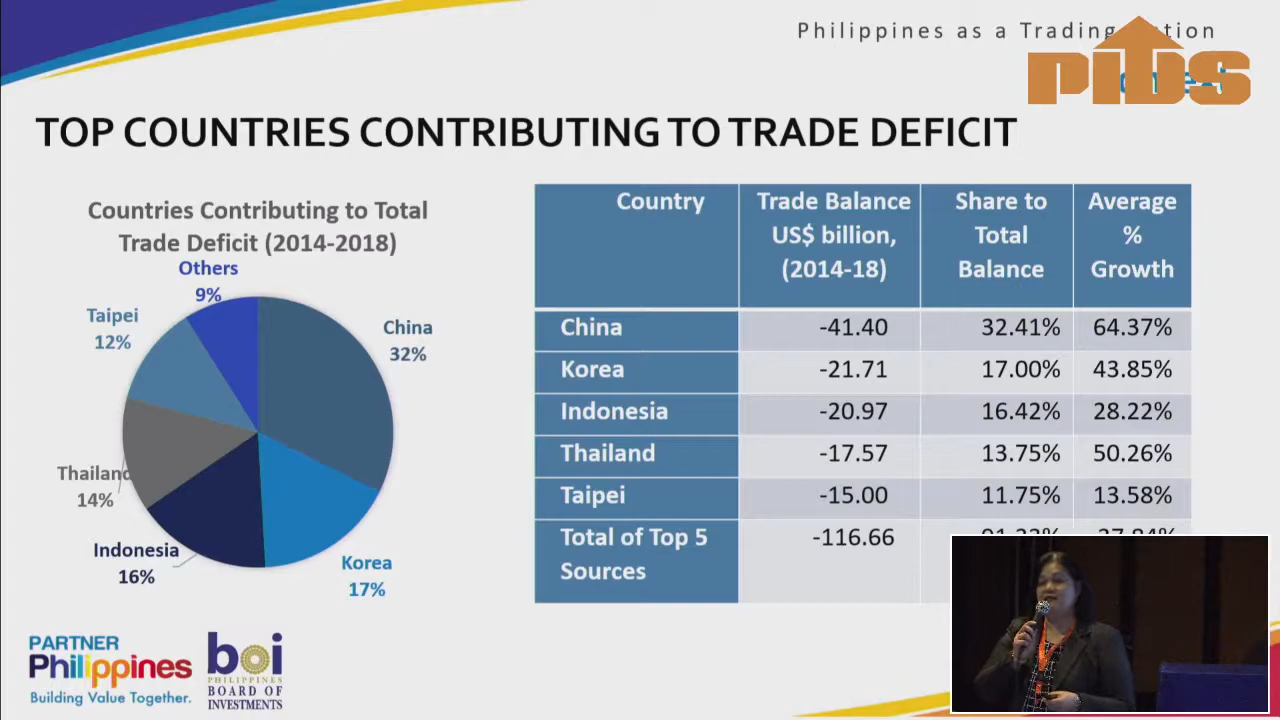 Philippines as a Trading
PIDS
TOP COUNTRIES CONTRIBUTING TO TRADE DEFICIT
Countries Contributing to Total
Trade Deficit (2014-2018)
Others
9%
Taipei
12%
China
32%
Thailand
14%
Indonesia
16%
Korea
17%
Country
Trade Balance
US$ billion,
(2014-18)
Share to
Total
Balance
Average
%
Growth
China -41.40 32.41% 64.37%
Korea -21.71 17.00% 43.85%
Indonesia -20.97 16.42% 28.22%
Thailand -17.57 13.75% 50.26%
Taipei -15.00 11.75% 13.58%
Total of Top 5 -116.66
Sources
PARTNER
Philippines
Building Value Together.
boi
PHILIPPINES
BOARD OF
INVESTMENTS